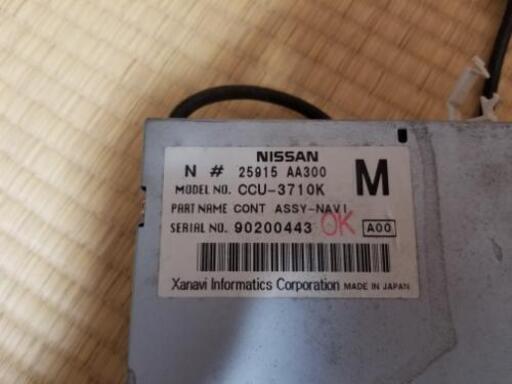 NISSAN
N # 25915 AA300
M
MODEL NO. CCU-3710K
PART NAME CONT ASSY-NAVI
OK
SERIAL NO. 90200443
A00
Xanavi Informatics Corporation MADE IN JAPAN